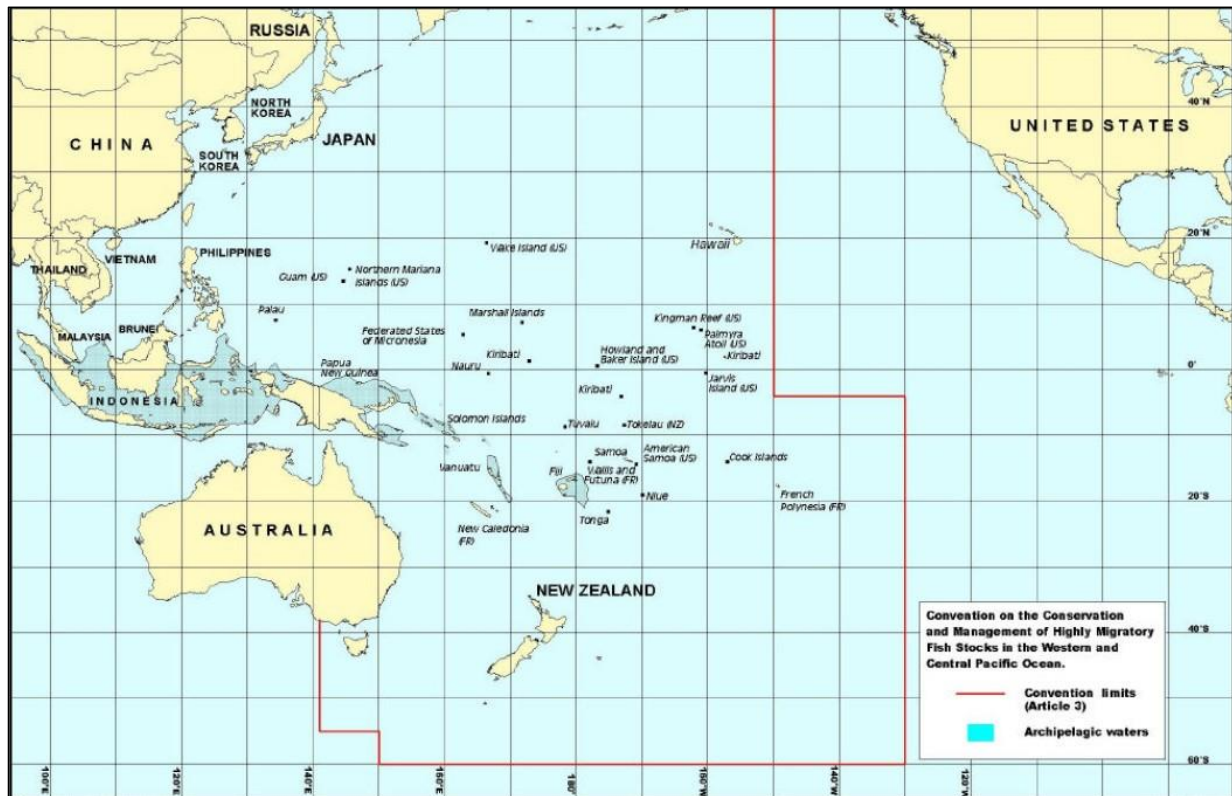 RUSSIA
NORTH
KOREA
CHINA
JAPAN
SOUTH
KOREA
UNITED STATES
40°N
20°N
0°
20°S
40°S
60°S
Wake Island (US)
Hawaii
PHILIPPINES
VIETNAM
THAILAND
Guam (US)
Northern Mariana
Islands (US)
Palau
Marshall Islands
Kingman Reef (US)
Palmyra
Atoll (US)
Kiribati
MALAYSIA
BRUNEI
Federated States
of Micronesia
Howland and
Baker Island (US)
Papua
New Guinea
Nauru
Kiribati
Jarvis
Island (US)
INDONESIA
Kiribati
Solomon Islands
Tuvalu
Tokelau (NZ)
Vanuatu
Fiji
Samoa
Wallis and
Futuna (FR)
American
Samoa (US)
Cook Islands
Niue
French
Polynesia (FR)
Tonga
New Caledonia
(FR)
AUSTRALIA
NEW ZEALAND
Convention on the Conservation
and Management of Highly Migratory
Fish Stocks in the Western and
Central Pacific Ocean.
Convention limits
(Article 3)
Archipelagic waters
100°E
120°E
140°E
160°E
180°
160°W
140°W
120°W